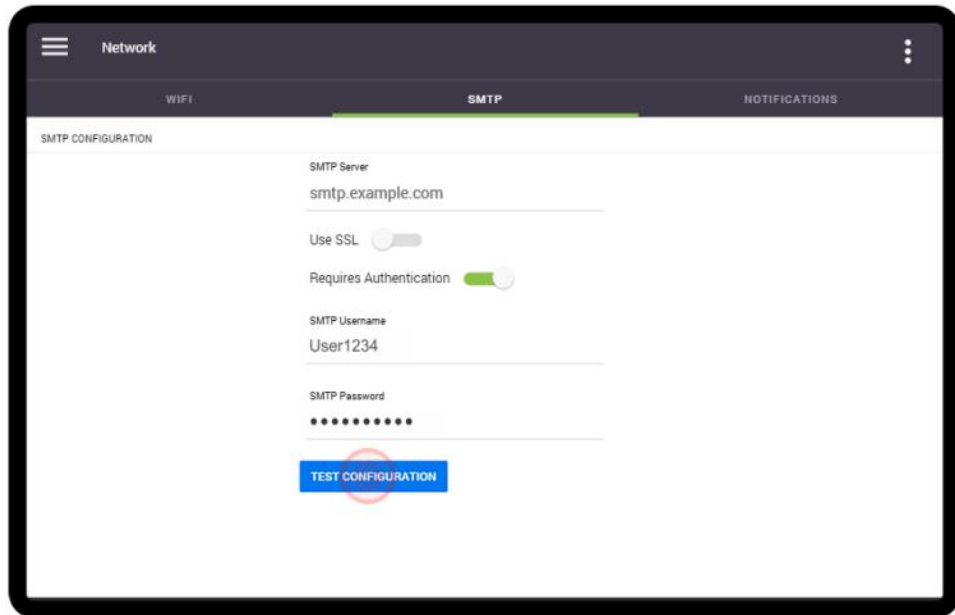 Network
WIFI SMTP NOTIFICATIONS
SMTP CONFIGURATION
SMTP Server
smtp.example.com
Use SSL
Requires Authentication
SMTP Username
User1234
SMTP Password
••••••••••
TEST CONFIGURATION